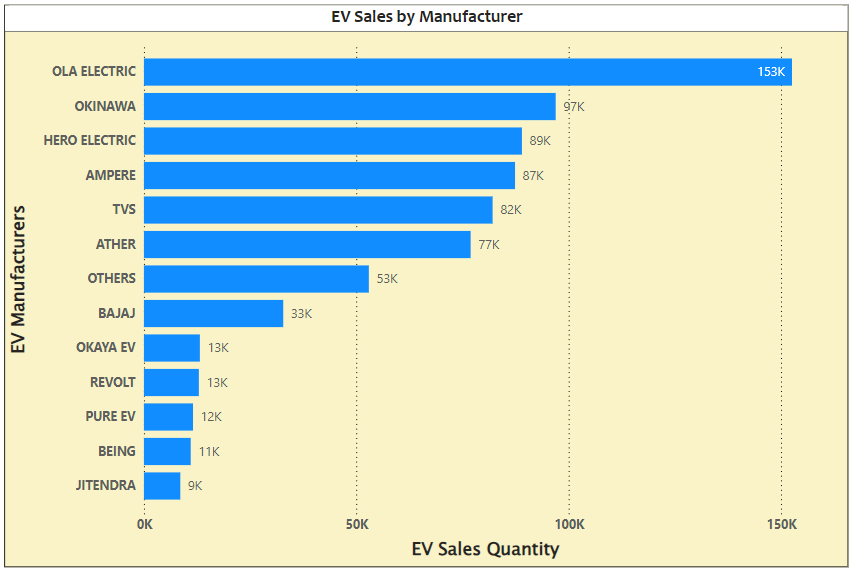 EV Sales by Manufacturer
EV Manufacturers
OLA ELECTRIC 153K
OKINAWA 97K
HERO ELECTRIC 89K
AMPERE 87K
TVS 82K
ATHER 77K
OTHERS 53K
BAJAJ 33K
OKAYA EV 13K
REVOLT 13K
PURE EV 12K
BEING 11K
JITENDRA 9K
0K 50K 100K 150K
EV Sales Quantity